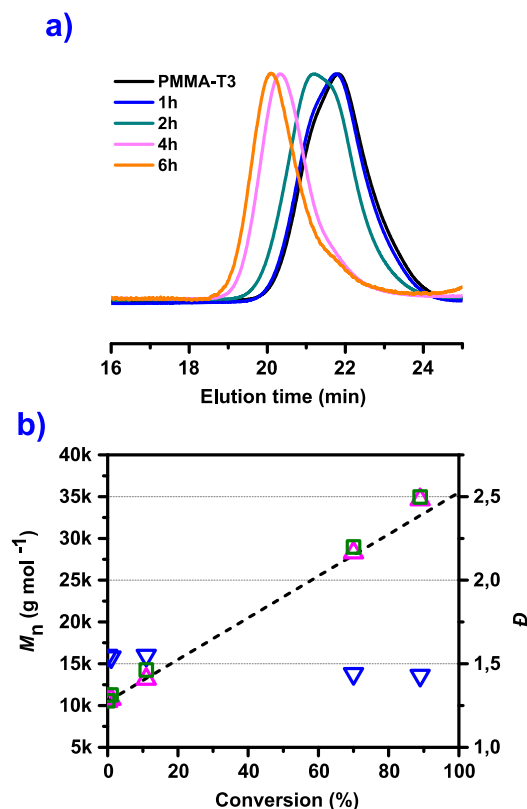 a)
PMMA-T3
1h
2h
4h
6h
16 18 20 22 24
Elution time (min)
b)
40k
35k
30k
25k
20k
15k
10k
5k
Mn (g mol -1)
2,5
2,0
1,5
1,0
Đ
0 20 40 60 80 100
Conversion (%)